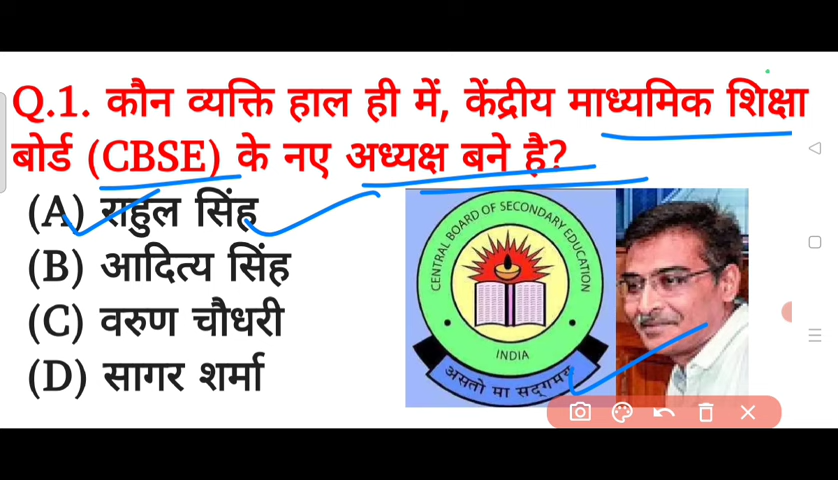 Q.1. कौन व्यक्ति हाल ही में, केंद्रीय माध्यमिक शिक्षा
बोर्ड (CBSE) के नए अध्यक्ष बने है?
(A) राहुल सिंह
(B) आदित्य सिंह
(C) वरुण चौधरी
(D) सागर शर्मा
CENTRAL BOARD OF SECONDARY EDUCATION
INDIA
असतो मा सद्गमय